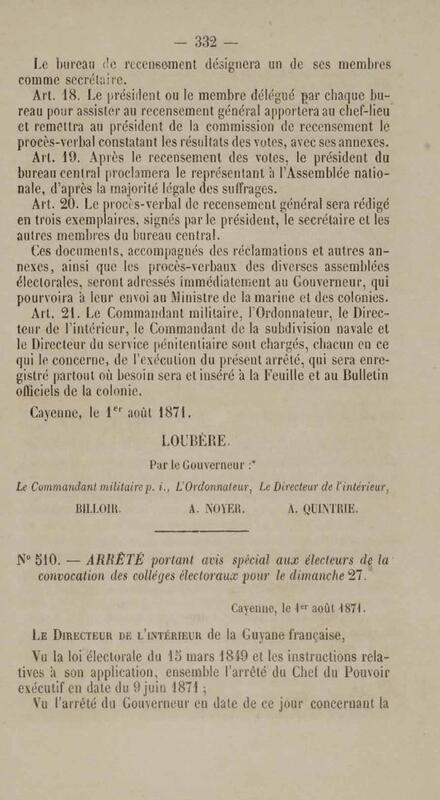 — 332 —
Le bureau de recensement désignera un de ses membres
comme secrétaire.
Art. 18. Le président ou le membre délégué par chaque bu-
reau pour assister au recensement général apportera au chef-lieu
et remettra au président de la commission de recensement le
procès-verbal constatant les résultats des votes, avec ses annexes.
Art. 19. Après le recensement des votes, le président du
bureau central proclamera le représentant à l'Assemblée natio-
nale, d'après la majorité légale des suffrages.
Art. 20. Le procès-verbal de recensement général sera rédigé
en trois exemplaires, signés par le président, le secrétaire et les
autres membres du bureau central.
Ces documents, accompagnés des réclamations et autres an-
nexes, ainsi que les procès-verbaux des diverses assemblées
électorales, seront adressés immédiatement au Gouverneur, qui
pourvoira à leur envoi au Ministre de la marine et des colonies.
Art. 21. Le Commandant militaire, l'Ordonnateur, le Direc-
teur de l'intérieur, le Commandant de la subdivision navale et
le Directeur du service pénitentiaire sont chargés, chacun en ce
qui le concerne, de l'exécution du présent arrêté, qui sera enre-
gistré partout où besoin sera et inséré à la Feuille et au Bulletin
officiels de la colonie.
Cayenne, le 1er août 1871.
LOUBÈRE.
Par le Gouverneur :
Le Commandant militaire p. i., L'Ordonnateur, Le Directeur de l'intérieur,
BILLOIR. A. NOYER. A. QUINTRIE.
N° 510. — ARRÊTÉ portant avis spécial aux électeurs de la
convocation des colléges électoraux pour le dimanche 27.
Cayenne, le 1er août 1871.
LE DIRECTEUR DE L'INTÉRIEUR de la Guyane française,
Vu la loi électorale du 15 mars 1849 et les instructions rela-
tives à son application, ensemble l'arrêté du Chef du Pouvoir
exécutif en date du 9 juin 1871 ;
Vu l'arrêté du Gouverneur en date de ce jour concernant la